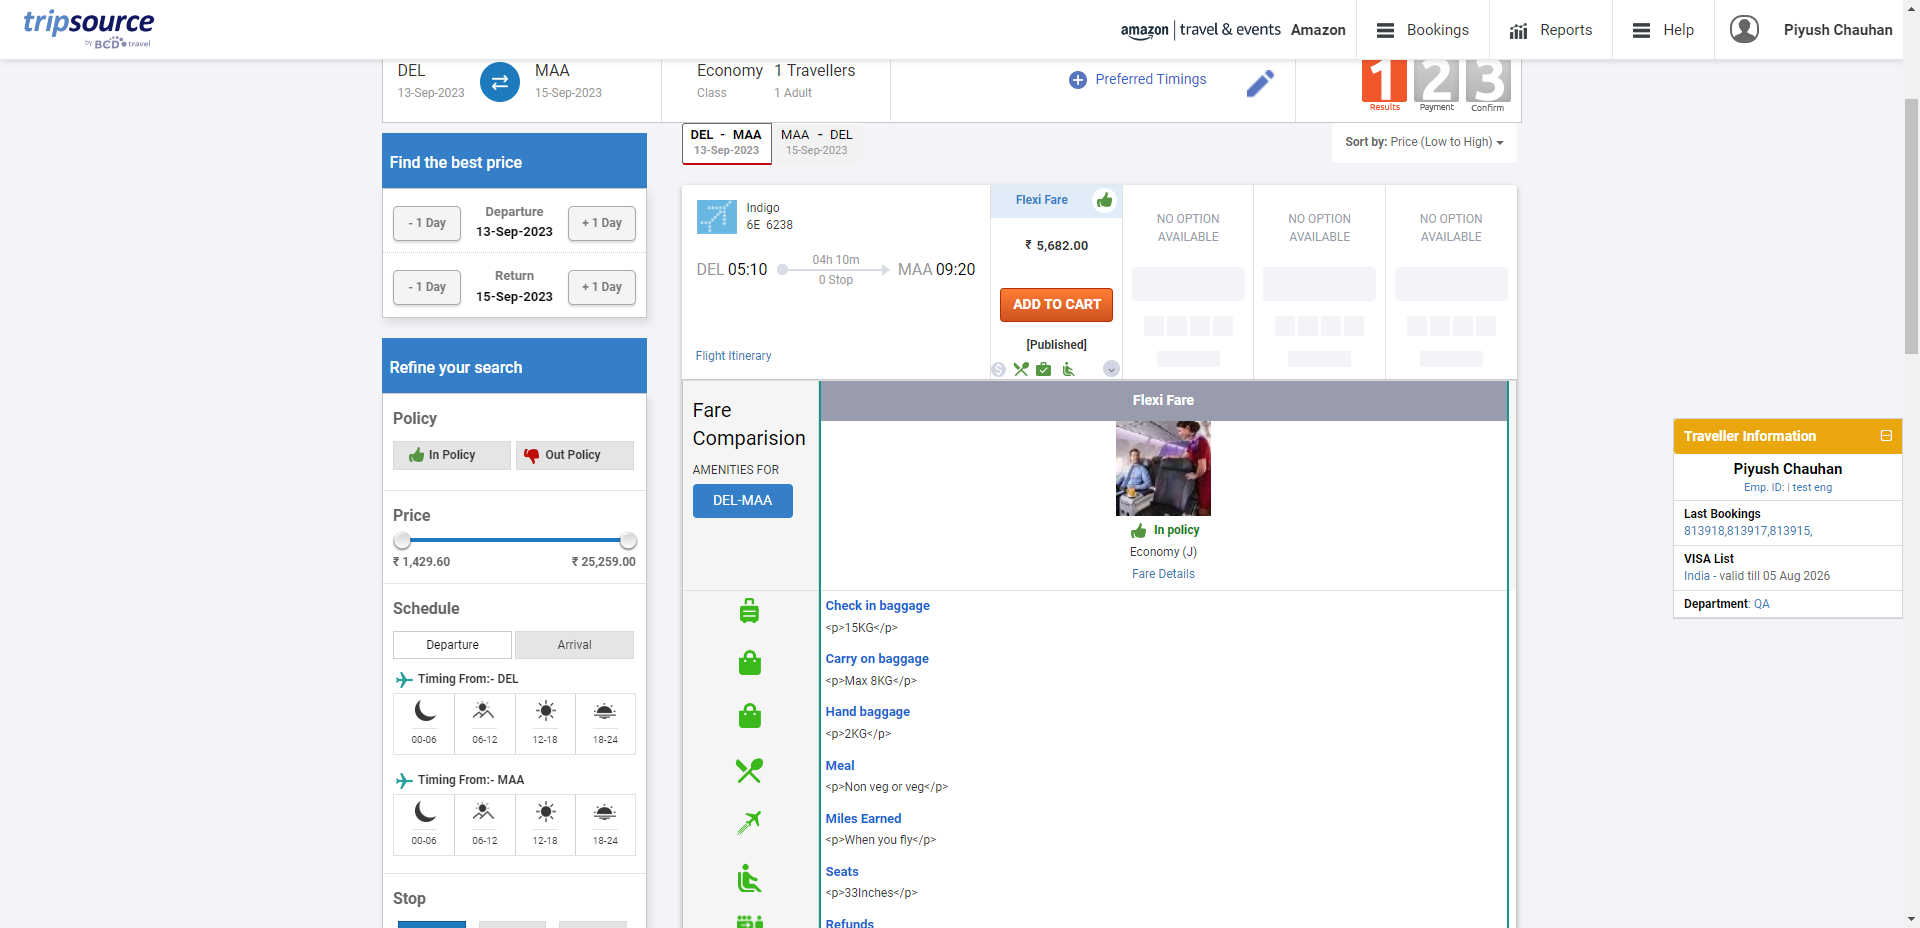 tripsource
by BCD travel
amazon | travel & events Amazon
Bookings
Reports
Help
Piyush Chauhan
DEL
13-Sep-2023
MAA
15-Sep-2023
Economy
Class
1 Travellers
1 Adult
Preferred Timings
1 2 3
Results Payment Confirm
DEL - MAA
13-Sep-2023
MAA - DEL
15-Sep-2023
Sort by: Price (Low to High)
Find the best price
- 1 Day
Departure
13-Sep-2023
+ 1 Day
- 1 Day
Return
15-Sep-2023
+ 1 Day
Refine your search
Policy
In Policy
Out Policy
Price
₹ 1,429.60
₹ 25,259.00
Schedule
Departure
Arrival
Timing From:- DEL
00-06 06-12 12-18 18-24
Timing From:- MAA
00-06 06-12 12-18 18-24
Stop
Indigo
6E 6238
DEL 05:10
04h 10m
0 Stop
MAA 09:20
Flight Itinerary
Flexi Fare
₹ 5,682.00
ADD TO CART
[Published]
$
NO OPTION
AVAILABLE
NO OPTION
AVAILABLE
NO OPTION
AVAILABLE
Fare
Comparision
AMENITIES FOR
DEL-MAA
Flexi Fare
In policy
Economy (J)
Fare Details
Check in baggage
<p>15KG</p>
Carry on baggage
<p>Max 8KG</p>
Hand baggage
<p>2KG</p>
Meal
<p>Non veg or veg</p>
Miles Earned
<p>When you fly</p>
Seats
<p>33Inches</p>
Refunds
Traveller Information
Piyush Chauhan
Emp. ID: | test eng
Last Bookings
813918,813917,813915,
VISA List
India - valid till 05 Aug 2026
Department: QA